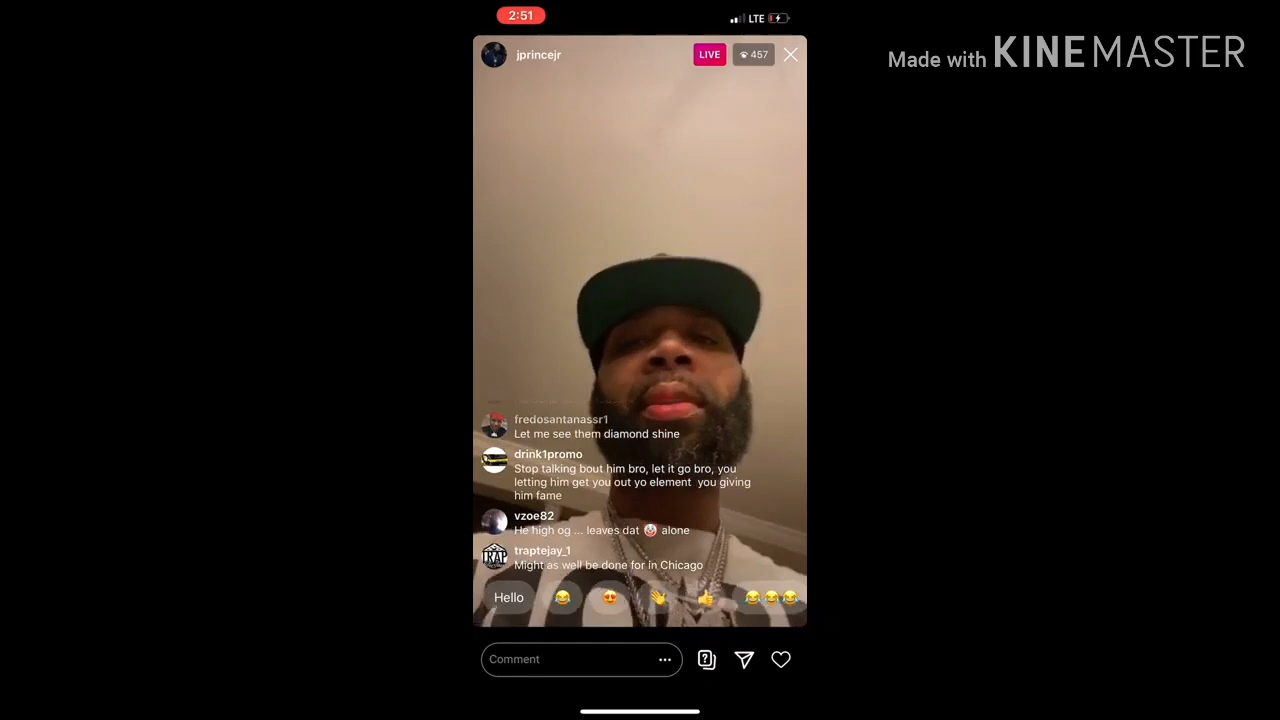 2:51
LTE
Made with KINEMASTER
jprincejr
LIVE
457
fredosantanassr1
Let me see them diamond shine
drink1promo
Stop talking bout him bro, let it go bro, you
letting him get you out yo element you giving
him fame
vzoe82
He high og ... leaves dat 🤡 alone
traptejay_1
Might as well be done for in Chicago
TRAP
Hello 😂 😍 👋 👍 😂😂😂
Comment